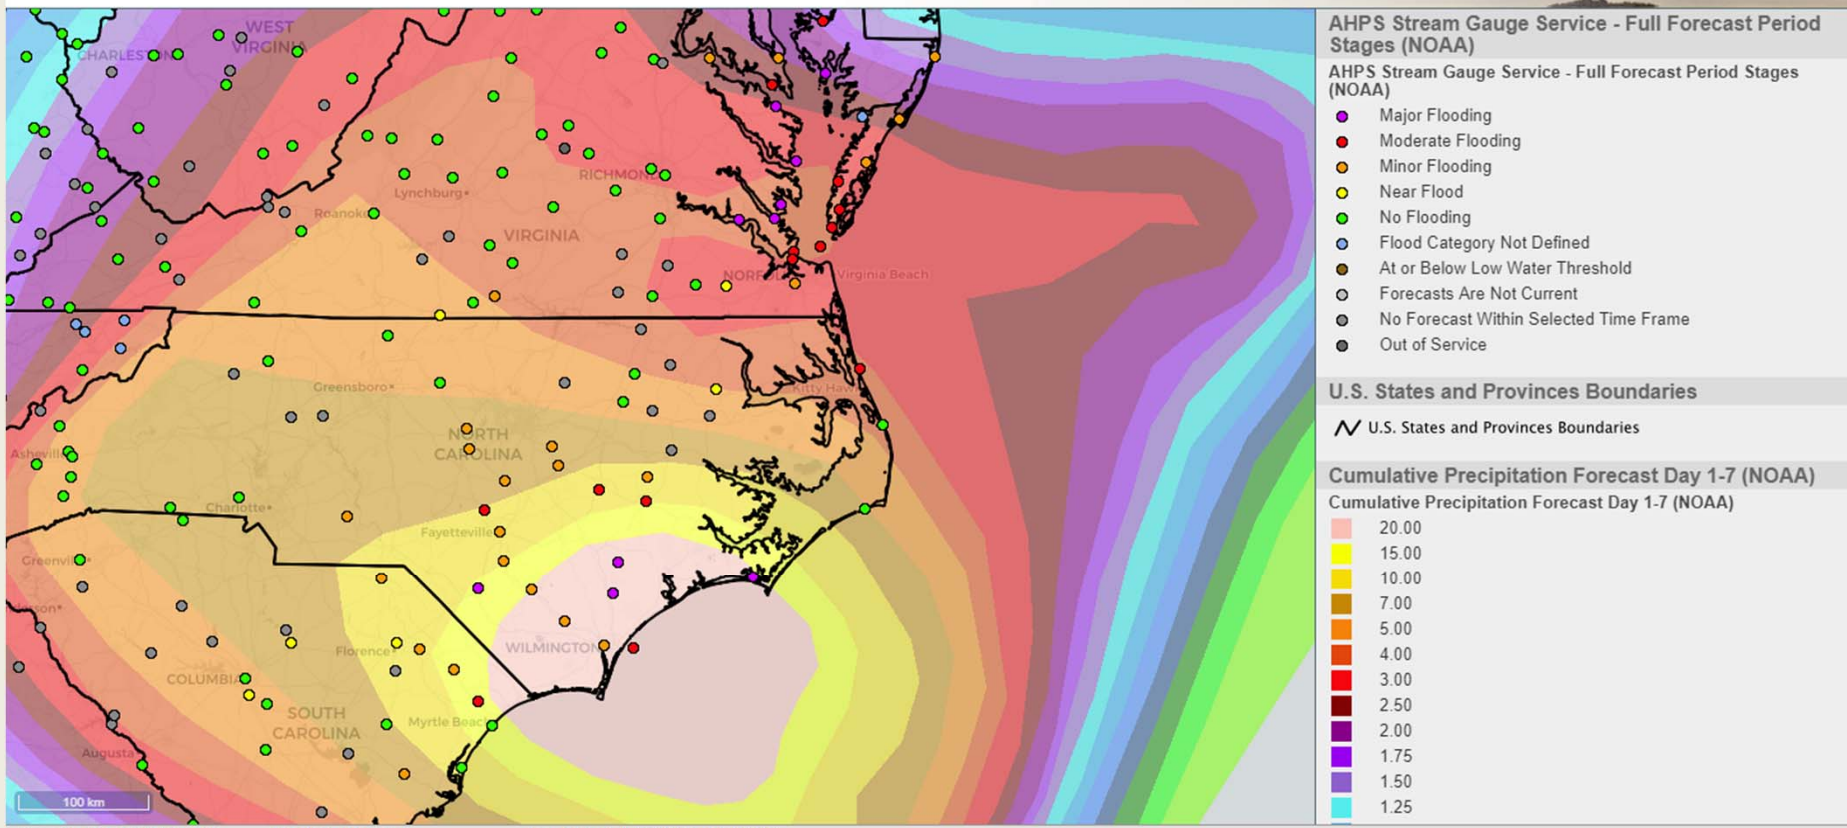 WEST
VIRGINIA
CHARLESTON
RICHMOND
Lynchburg
Roanoke
VIRGINIA
NORFOLK
Virginia Beach
Greensboro
Kitty Hawk
NORTH
CAROLINA
Asheville
Charlotte
Fayetteville
Greenville
WILMINGTON
Florence
COLUMBIA
SOUTH
CAROLINA
Myrtle Beach
Augusta
100 km
AHPS Stream Gauge Service - Full Forecast Period
Stages (NOAA)
AHPS Stream Gauge Service - Full Forecast Period Stages
(NOAA)
Major Flooding
Moderate Flooding
Minor Flooding
Near Flood
No Flooding
Flood Category Not Defined
At or Below Low Water Threshold
Forecasts Are Not Current
No Forecast Within Selected Time Frame
Out of Service
U.S. States and Provinces Boundaries
U.S. States and Provinces Boundaries
Cumulative Precipitation Forecast Day 1-7 (NOAA)
Cumulative Precipitation Forecast Day 1-7 (NOAA)
20.00
15.00
10.00
7.00
5.00
4.00
3.00
2.50
2.00
1.75
1.50
1.25